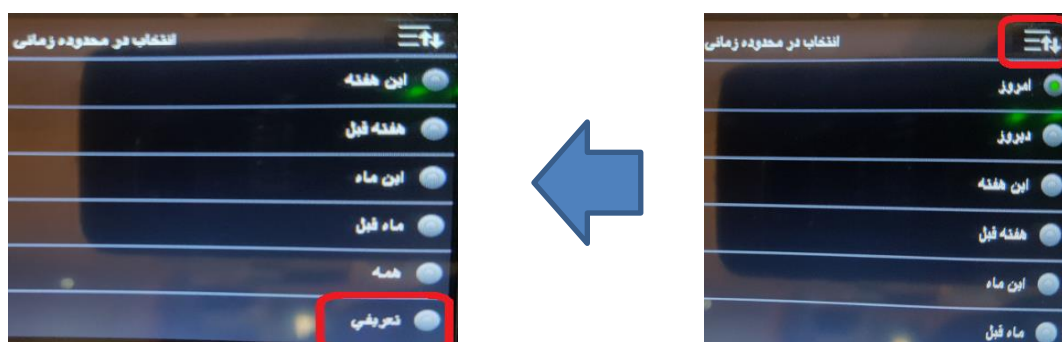 انتخاب در محدوده زمانی
امروز
دیروز
این هفته
هفته قبل
این ماه
ماه قبل
انتخاب در محدوده زمانی
این هفته
هفته قبل
این ماه
ماه قبل
همه
تعریفي